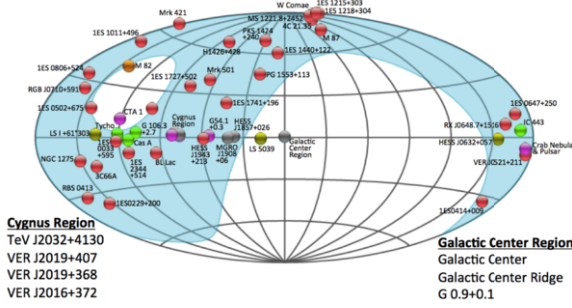 W Comae
1ES 1215+303
1ES 1218+304
Mrk 421
MS 1221.8+2452
4C 21.35
M 87
PKS 1424
+240
1ES 1011+496
H1426+428
1ES 1440+122
M 82
1ES 0806+524
1ES 1727+502
Mrk 501
PG 1553+113
RGB J0710+591
1ES 0502+675
1ES 1741+196
1ES 0647+250
CTA 1
Tycho
G 106.3
+2.7
Cygnus
Region
G54.1
+0.3
HESS
J1857+026
RX J0648.7+1516
IC 443
LS I +61°303
Cas A
1ES
0033
+595
1ES
2344
+514
BL Lac
HESS
J1943
+213
MGRO
J1908
+06
LS 5039
Galactic
Center
Region
HESS J0632+057
Crab Nebula
& Pulsar
VER J0521+211
NGC 1275
3C66A
RBS 0413
1ES0229+200
1ES0414+009
Cygnus Region
TeV J2032+4130
VER J2019+407
VER J2019+368
VER J2016+372
Galactic Center Region
Galactic Center
Galactic Center Ridge
G 0.9+0.1